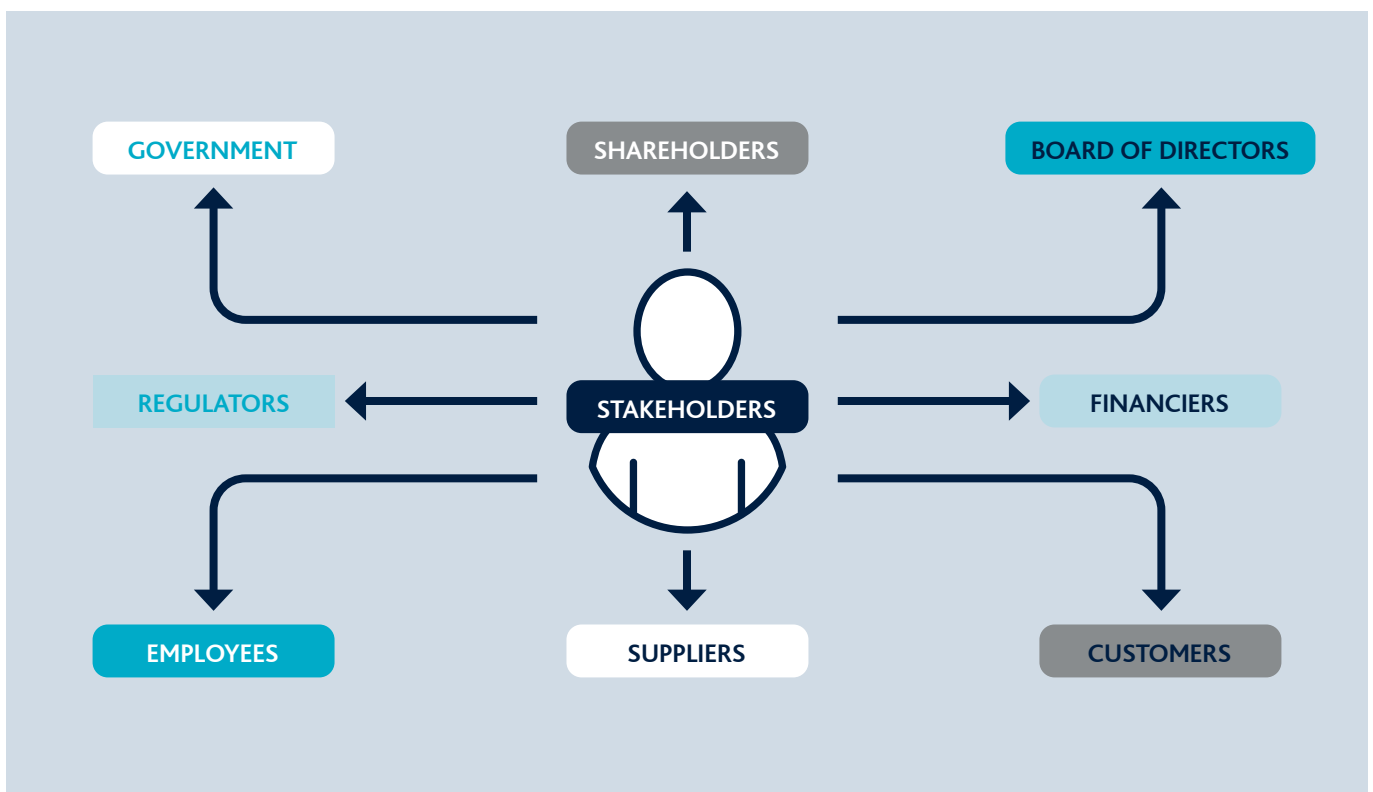 GOVERNMENT
SHAREHOLDERS
BOARD OF DIRECTORS
REGULATORS
STAKEHOLDERS
FINANCIERS
EMPLOYEES
SUPPLIERS
CUSTOMERS